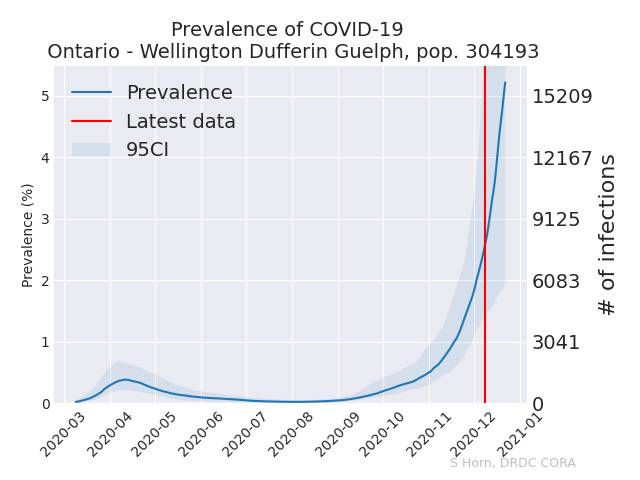 Prevalence of COVID-19
Ontario - Wellington Dufferin Guelph, pop. 304193
Prevalence
Latest data
95CI
Prevalence (%)
5
4
3
2
1
0
15209
12167
9125
6083
3041
0
# of infections
2020-03
2020-04
2020-05
2020-06
2020-07
2020-08
2020-09
2020-10
2020-11
2020-12
2021-01
S Horn, DRDC CORA